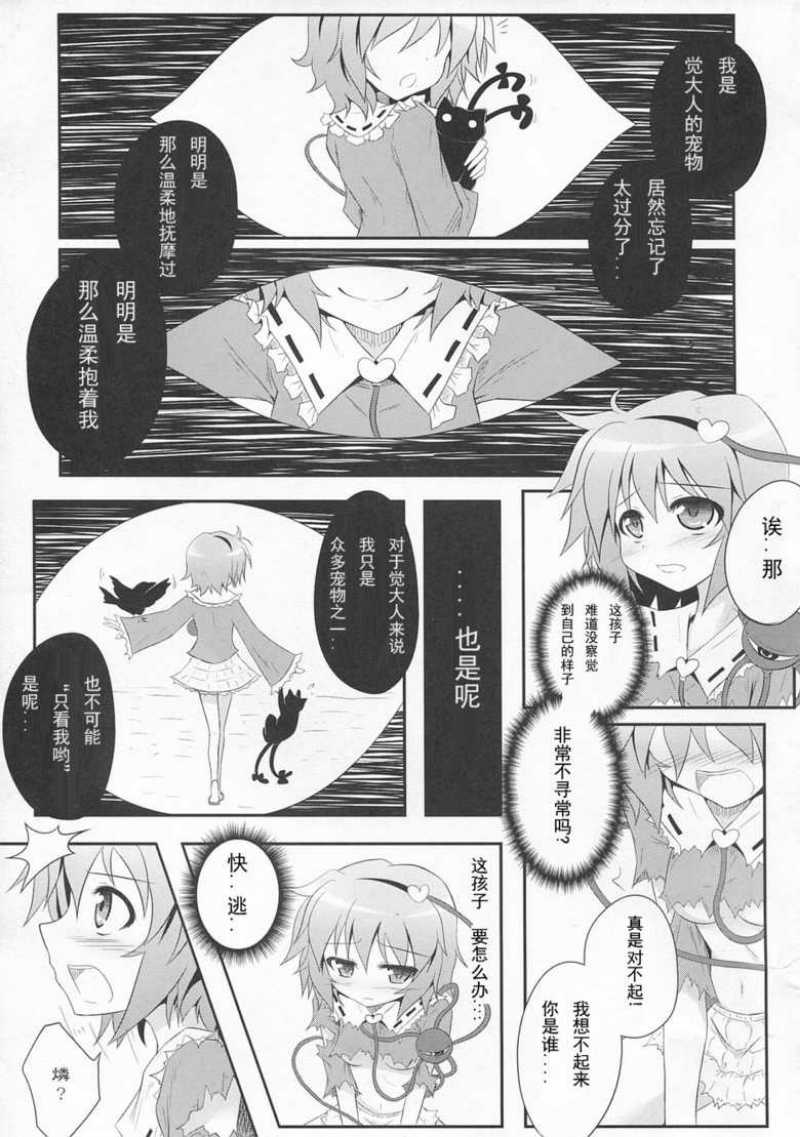 我是
觉大人的宠物
居然忘记了
太过分了...
明明是
那么温柔地抚摩过
明明是
那么温柔抱着我
对于觉大人来说
我只是
众多宠物之一..
也不可能
“只看我哟”
是呢...
....也是呢
诶..那
这孩子
难道没察觉
到自己的样子
非常不寻常吗?
真是对不起!
我想不起来
你是谁....
这孩子
要怎么办....
快..逃
燐?